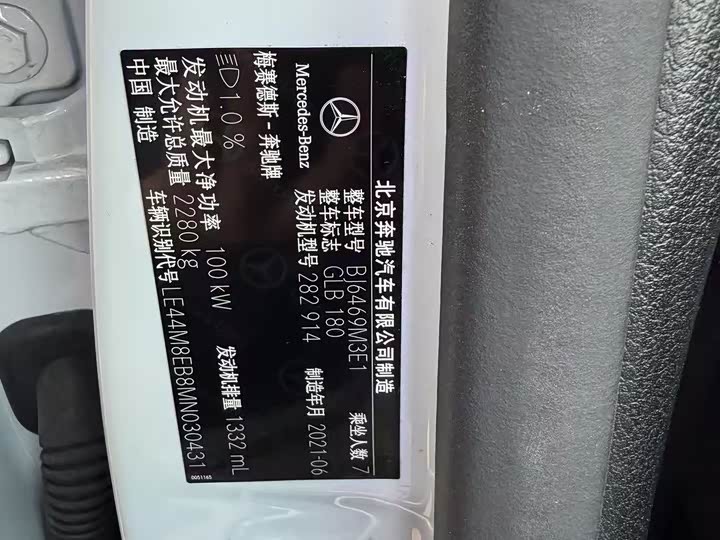 北京奔驰汽车有限公司制造
Mercedes-Benz
梅赛德斯-奔驰牌
整车型号 BJ6469M3E1 乘坐人数 7
整车标志 GLB 180
发动机型号 282 914 制造年月 2021-06
1.0 %
发动机最大净功率 100 kW 发动机排量 1332 mL
最大允许总质量 2280 kg
中国 制造 车辆识别代号 LE44M8EB8MN030431
0051165